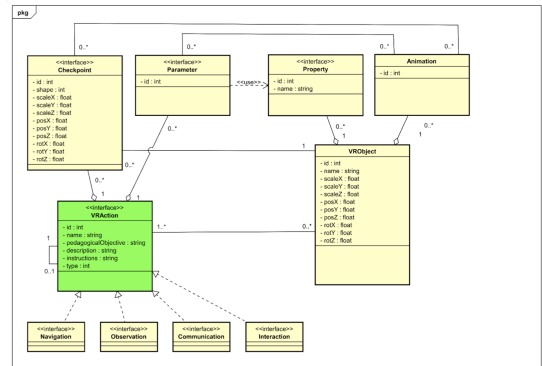 pkg
0..*
0..*
0..*
0..*
<<interface>>
Checkpoint
- id : int
- shape : int
- scaleX : float
- scaleY : float
- scaleZ : float
- posX : float
- posY : float
- posZ : float
- rotX : float
- rotY : float
- rotZ : float
<<interface>>
Parameter
- id : int
<<use>>
<<interface>>
Property
- id : int
- name : string
Animation
- id : int
0..*
0..*
0..*
1
1
0..*
1
VRObject
- id : int
- name : string
- scaleX : float
- scaleY : float
- scaleZ : float
- posX : float
- posY : float
- posZ : float
- rotX : float
- rotY : float
- rotZ : float
0..*
1
1
<<interface>>
VRAction
- id : int
- name : string
- pedagogicalObjective : string
- description : string
- instructions : string
- type : int
1
0..1
1..*
0..*
<<interface>>
Navigation
<<interface>>
Observation
<<interface>>
Communication
<<interface>>
Interaction